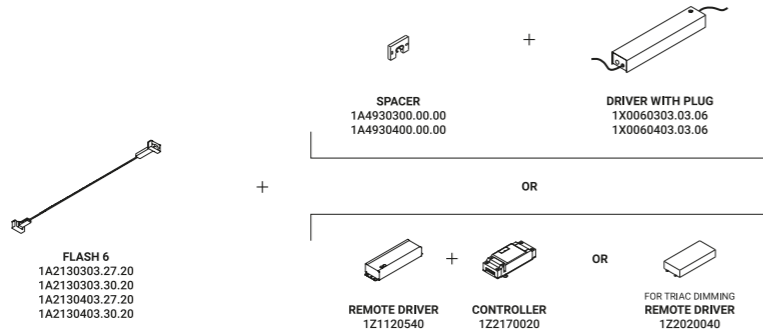 +
SPACER
1A4930300.00.00
1A4930400.00.00
DRIVER WITH PLUG
1X0060303.03.06
1X0060403.03.06
+
OR
FLASH 6
1A2130303.27.20
1A2130303.30.20
1A2130403.27.20
1A2130403.30.20
+
OR
REMOTE DRIVER
1Z1120540
CONTROLLER
1Z2170020
FOR TRIAC DIMMING
REMOTE DRIVER
1Z2020040